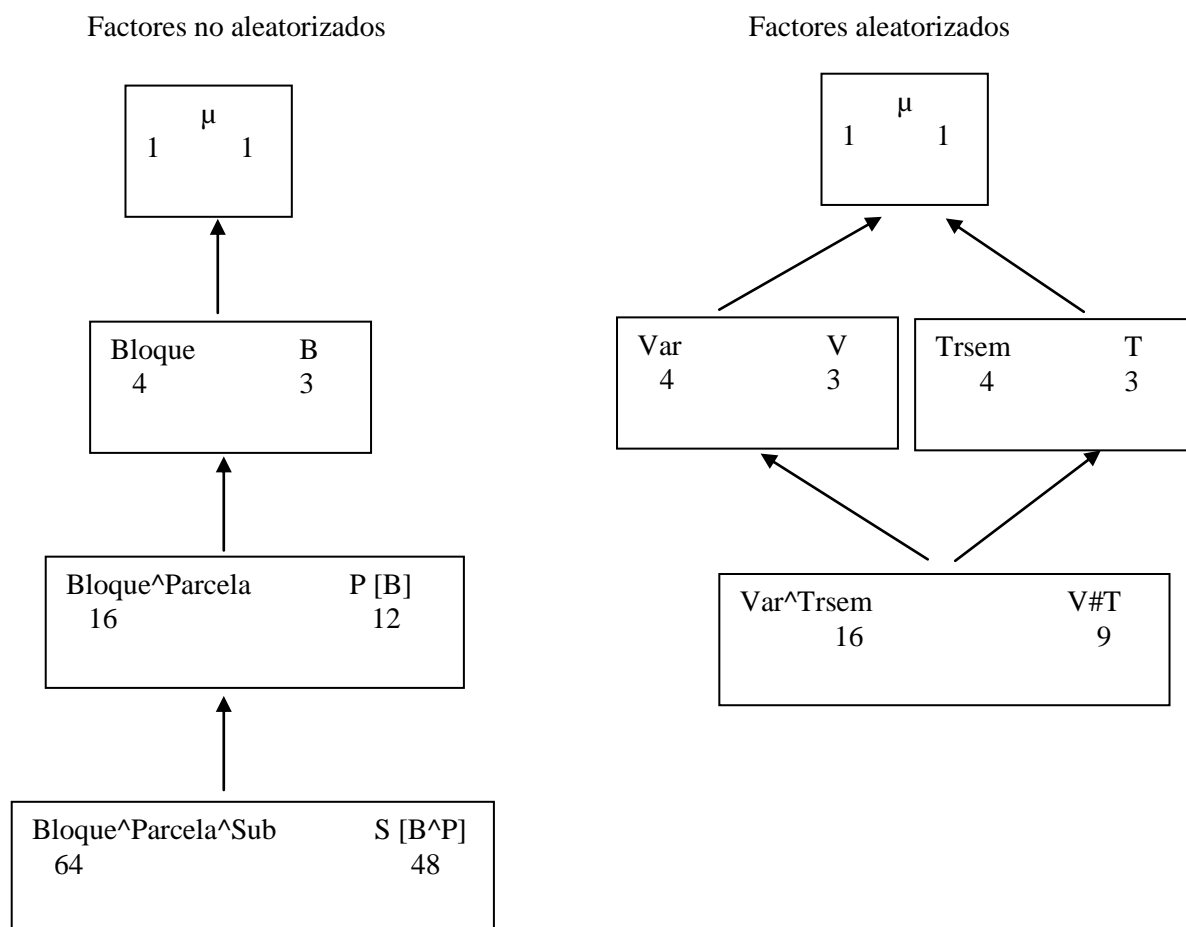 Factores no aleatorizados
µ
1 1
Bloque B
4 3
Bloque^Parcela P [B]
16 12
Bloque^Parcela^Sub S [B^P]
64 48
Factores aleatorizados
µ
1 1
Var V
4 3
Trsem T
4 3
Var^Trsem V#T
16 9